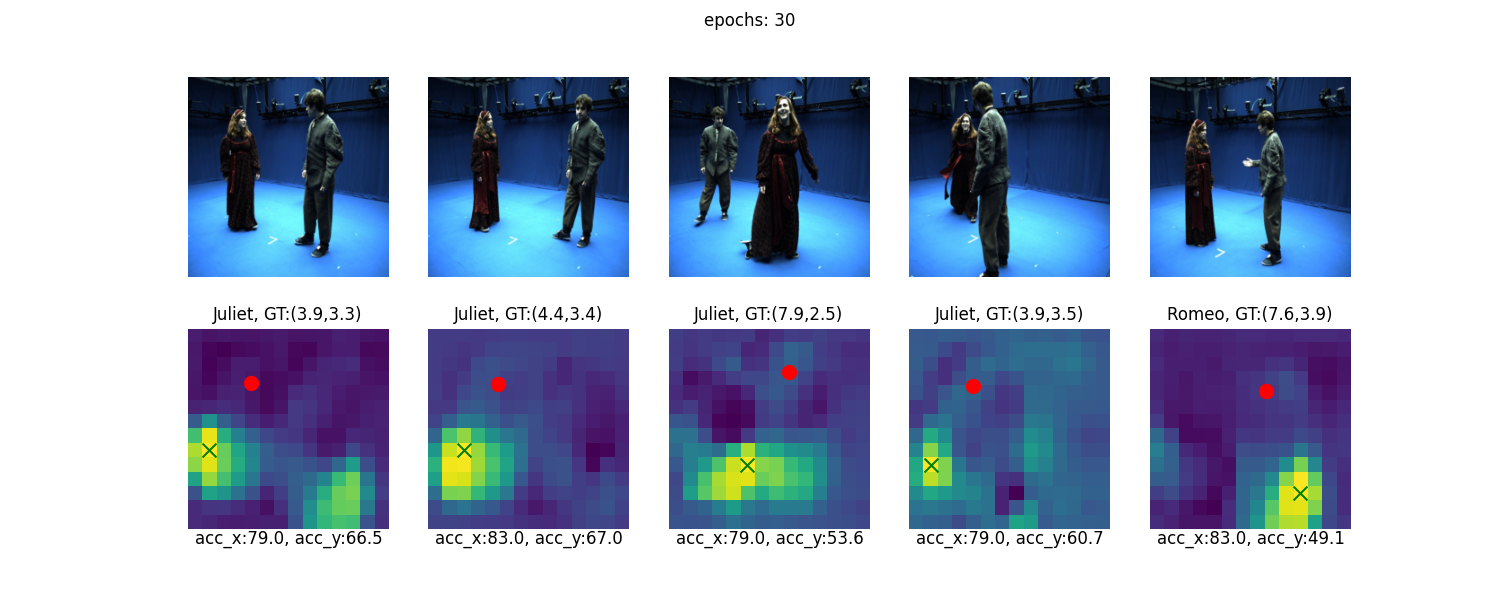 epochs: 30
Juliet, GT:(3.9,3.3)
Juliet, GT:(4.4,3.4)
Juliet, GT:(7.9,2.5)
Juliet, GT:(3.9,3.5)
Romeo, GT:(7.6,3.9)
acc_x:79.0, acc_y:66.5
acc_x:83.0, acc_y:67.0
acc_x:79.0, acc_y:53.6
acc_x:79.0, acc_y:60.7
acc_x:83.0, acc_y:49.1